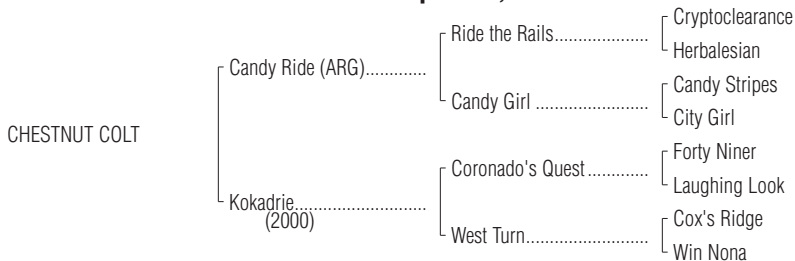 Cryptoclearance
Ride the Rails....................
Herbalesian
Candy Ride (ARG).............
Candy Stripes
Candy Girl ........................
City Girl
CHESTNUT COLT
Forty Niner
Coronado's Quest.............
Laughing Look
Kokadrie............................
(2000)
Cox's Ridge
West Turn..........................
Win Nona